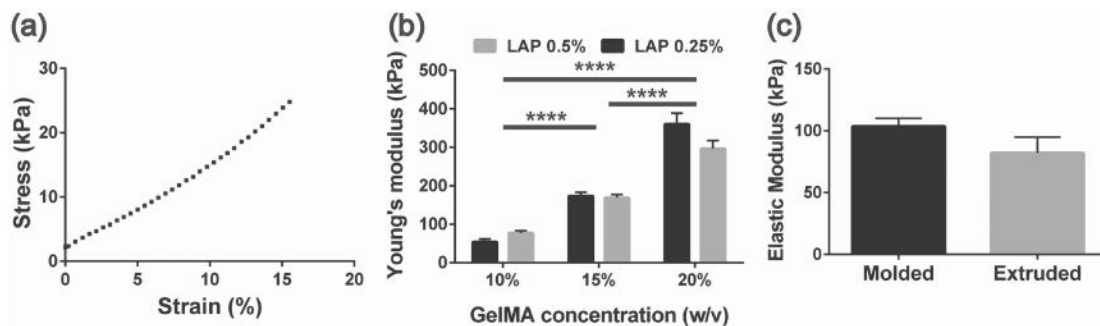 (a)
30
20
10
0
Stress (kPa)
0 5 10 15 20
Strain (%)
(b)
LAP 0.5% LAP 0.25%
500
400
300
200
100
0
Young's modulus (kPa)
****
****
****
10% 15% 20%
GelMA concentration (w/v)
(c)
150
100
50
0
Elastic Modulus (kPa)
Molded Extruded